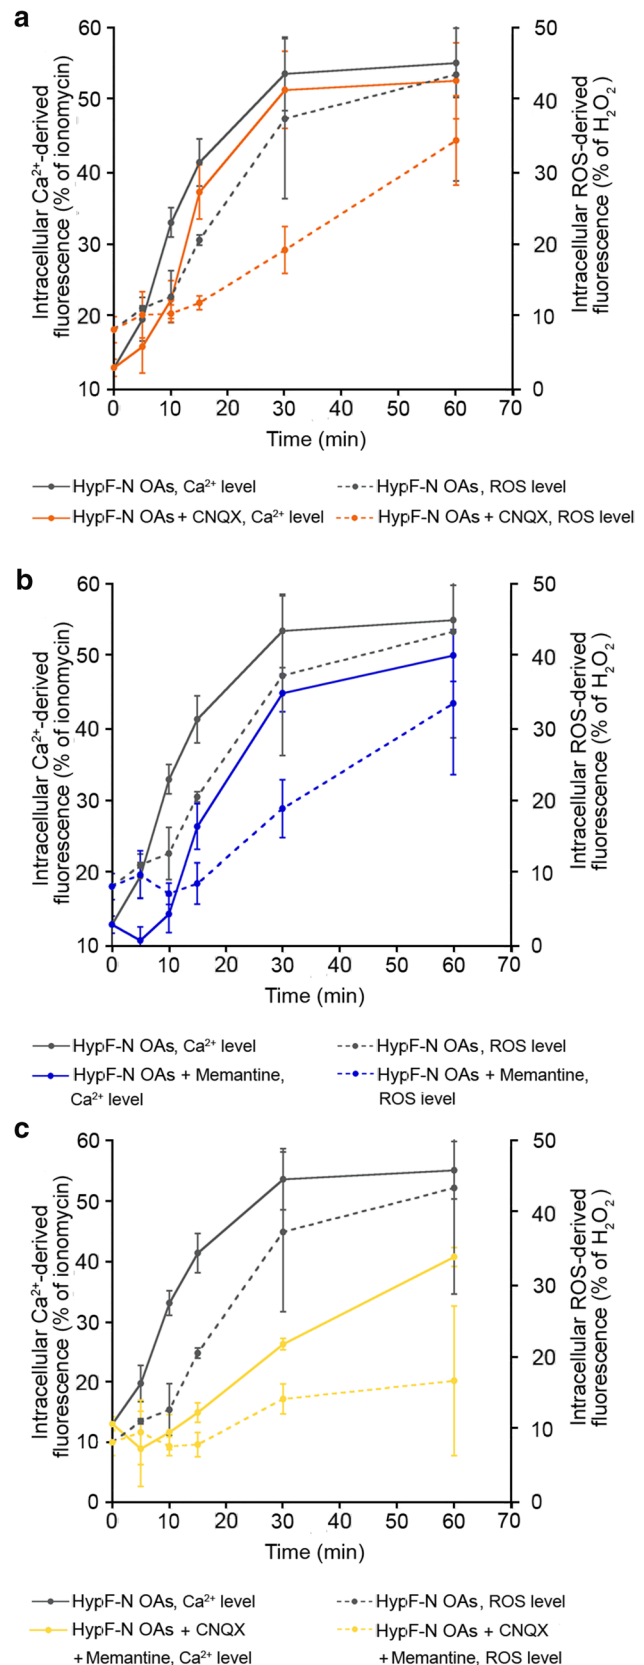 a
Intracellular Ca²⁺-derived
fluorescence (% of ionomycin)
60
50
40
30
20
10
50
40
30
20
10
0
Intracellular ROS-derived
fluorescence (% of H₂O₂)
0 10 20 30 40 50 60 70
Time (min)
HypF-N OAs, Ca²⁺ level
HypF-N OAs, ROS level
HypF-N OAs + CNQX, Ca²⁺ level
HypF-N OAs + CNQX, ROS level
b
Intracellular Ca²⁺-derived
fluorescence (% of ionomycin)
60
50
40
30
20
10
50
40
30
20
10
0
Intracellular ROS-derived
fluorescence (% of H₂O₂)
0 10 20 30 40 50 60 70
Time (min)
HypF-N OAs, Ca²⁺ level
HypF-N OAs, ROS level
HypF-N OAs + Memantine,
Ca²⁺ level
HypF-N OAs + Memantine,
ROS level
c
Intracellular Ca²⁺-derived
fluorescence (% of ionomycin)
60
50
40
30
20
10
0
50
40
30
20
10
0
Intracellular ROS-derived
fluorescence (% of H₂O₂)
0 10 20 30 40 50 60 70
Time (min)
HypF-N OAs, Ca²⁺ level
HypF-N OAs, ROS level
HypF-N OAs + CNQX
+ Memantine, Ca²⁺ level
HypF-N OAs + CNQX
+ Memantine, ROS level